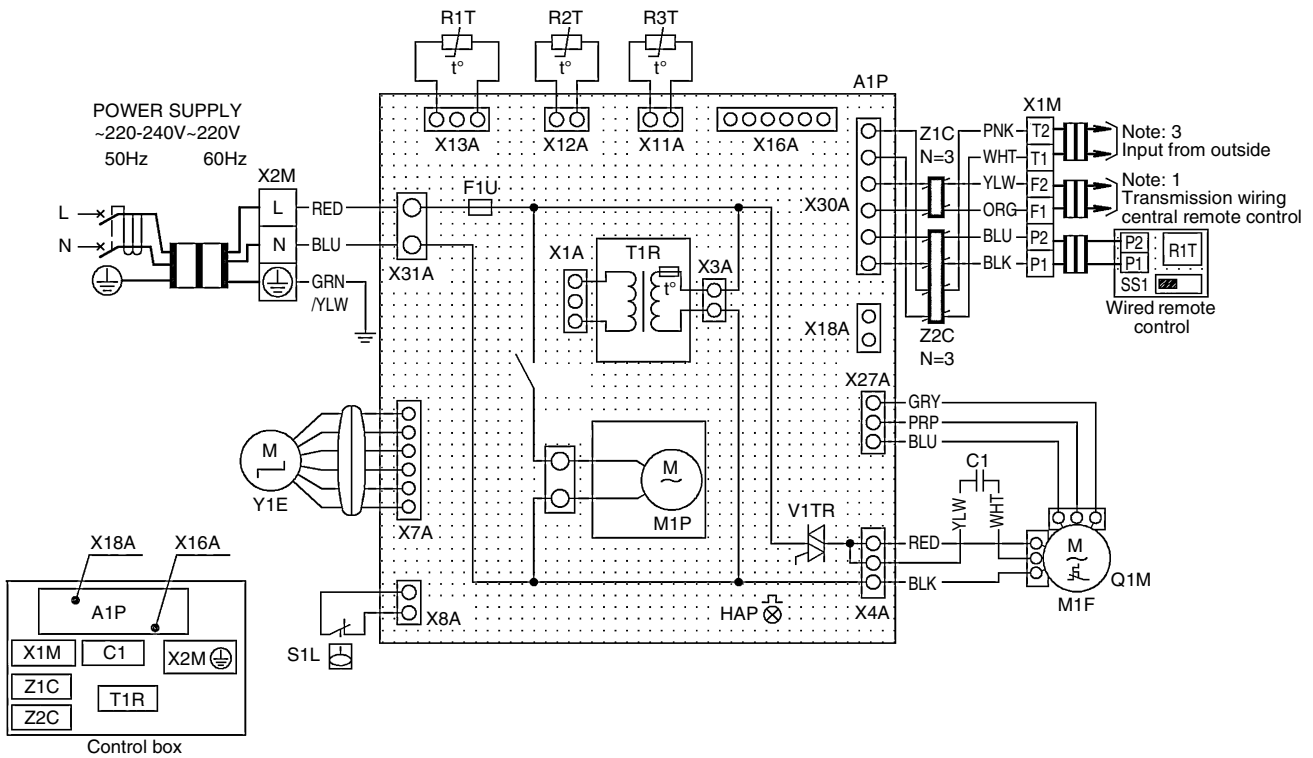 R1T
R2T
R3T
t°
t°
t°
A1P
X1M
X13A
X12A
X11A
X16A
POWER SUPPLY
~220-240V~220V
50Hz 60Hz
X2M
L
N
L
N
RED
BLU
GRN
/YLW
X31A
F1U
X1A
T1R
t°
X3A
X30A
X18A
X27A
Z1C
N=3
Z2C
N=3
PNK
WHT
YLW
ORG
BLU
BLK
T2
T1
F2
F1
P2
P1
Note: 3
Input from outside
Note: 1
Transmission wiring
central remote control
P2
P1
R1T
SS1
Wired remote
control
GRY
PRP
BLU
C1
YLW
WHT
RED
BLK
M
~
Q1M
M1F
M
Y1E
X7A
M
~
M1P
V1TR
X4A
HAP
X8A
S1L
X18A
X16A
A1P
X1M
C1
X2M
Z1C
T1R
Z2C
Control box